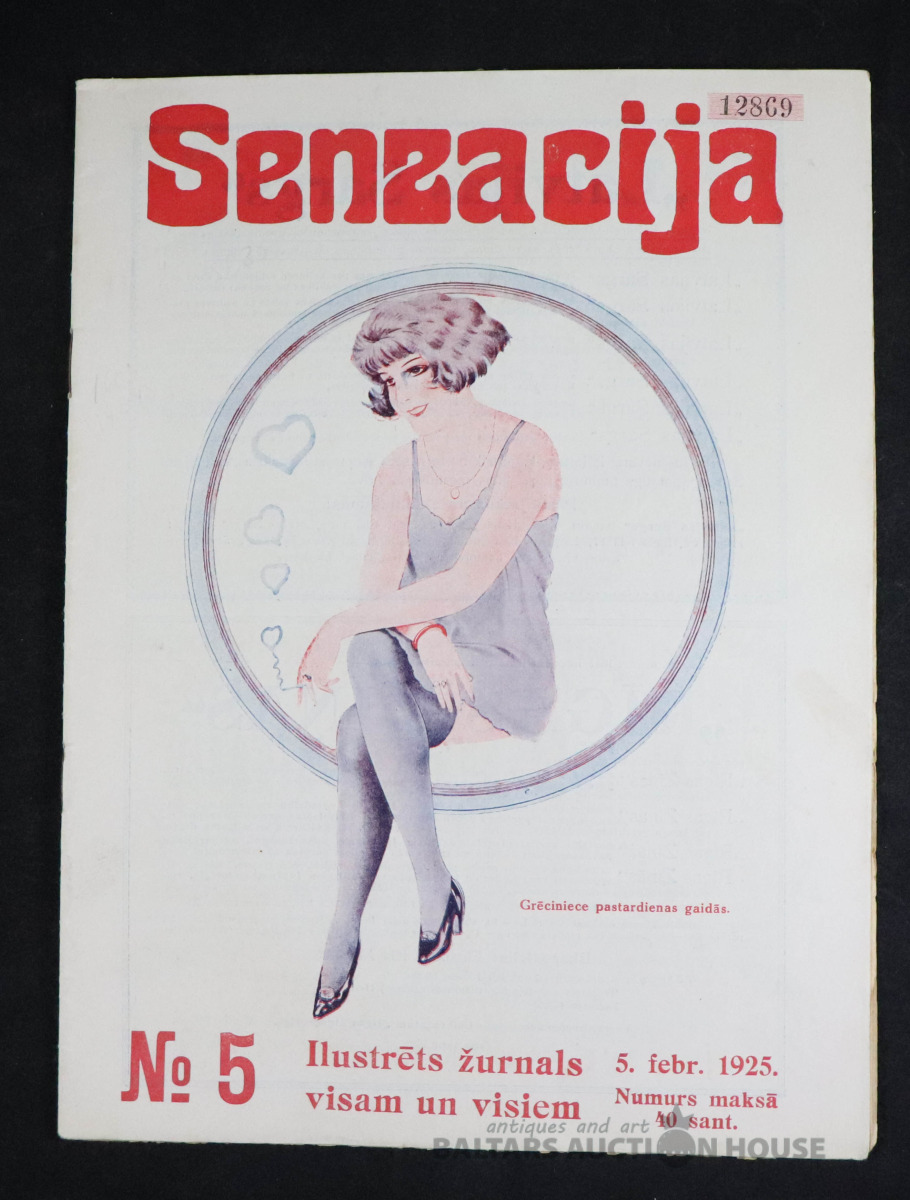 12869
Senzacija
Grēciniece pastardienas gaidās.
№ 5
Ilustrēts žurnals
visam un visiem
5. febr. 1925.
Numurs maksā
40 sant.
antiques and art
BALTARS AUCTION HOUSE